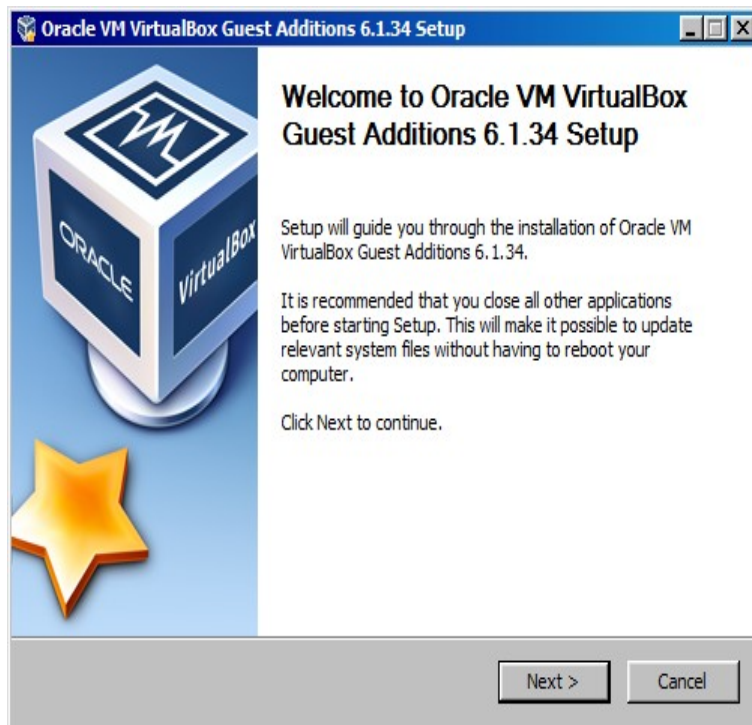 Oracle VM VirtualBox Guest Additions 6.1.34 Setup
ORACLE
VirtualBox
Welcome to Oracle VM VirtualBox
Guest Additions 6.1.34 Setup
Setup will guide you through the installation of Oracle VM
VirtualBox Guest Additions 6.1.34.
It is recommended that you close all other applications
before starting Setup. This will make it possible to update
relevant system files without having to reboot your
computer.
Click Next to continue.
Next >
Cancel